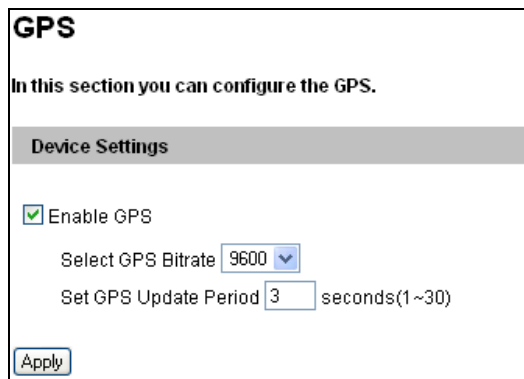 GPS
In this section you can configure the GPS.
Device Settings
Enable GPS
Select GPS Bitrate 9600
Set GPS Update Period 3 seconds(1~30)
Apply